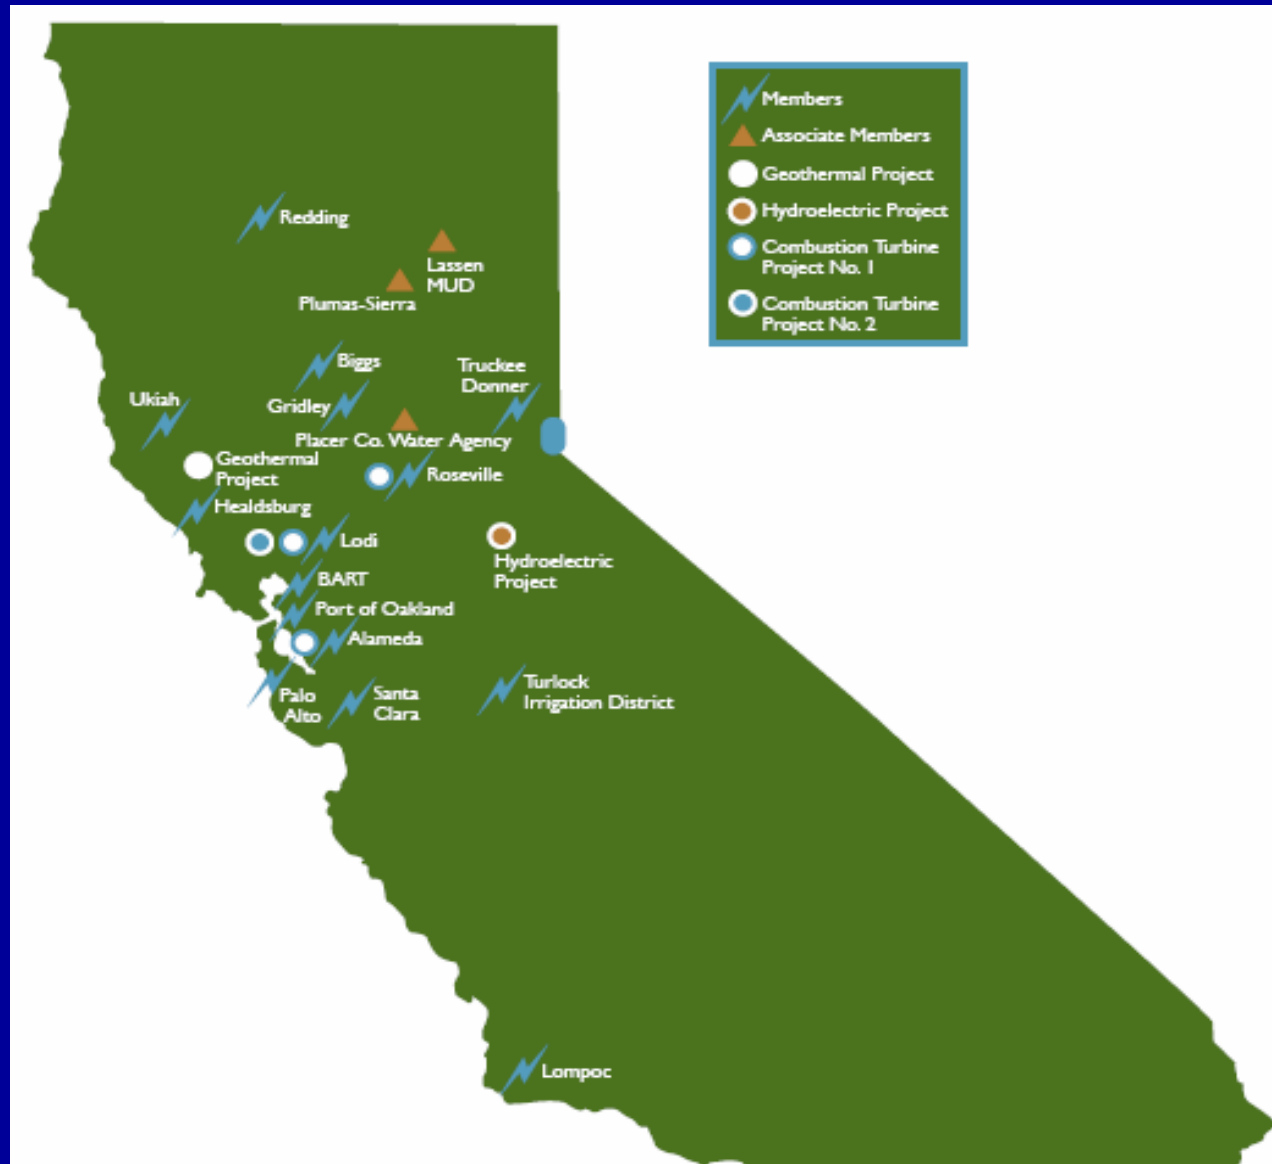 Members
Associate Members
Geothermal Project
Hydroelectric Project
Combustion Turbine
Project No. 1
Combustion Turbine
Project No. 2
Redding
Lassen
MUD
Plumas-Sierra
Biggs
Truckee
Donner
Ukiah
Gridley
Placer Co. Water Agency
Geothermal
Project
Roseville
Healdsburg
Lodi
Hydroelectric
Project
BART
Port of Oakland
Alameda
Palo
Alto
Santa
Clara
Turlock
Irrigation District
Lompoc